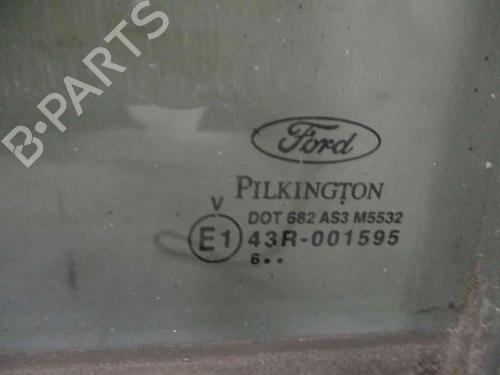 B-PARTS
Ford
PILKINGTON
V
DOT 682 AS3 M5532
E1 43R-001595
6••